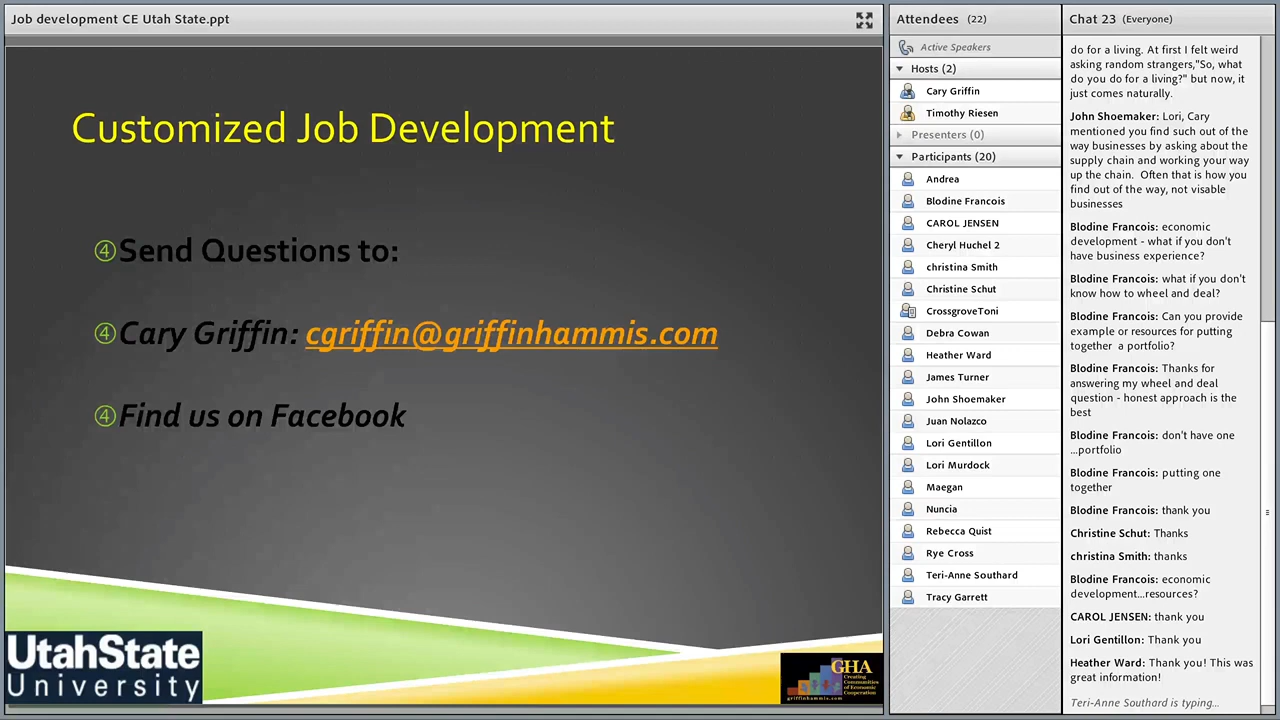 Job development CE Utah State.ppt
Customized Job Development
④Send Questions to:
④Cary Griffin: cgriffin@griffinhammis.com
④Find us on Facebook
UtahState
University
GHA
Creating
Communities
of Economic
Cooperation
griffinhammis.com
Attendees (22)
Active Speakers
Hosts (2)
Cary Griffin
Timothy Riesen
Presenters (0)
Participants (20)
Andrea
Blodine Francois
CAROL JENSEN
Cheryl Huchel 2
christina Smith
Christine Schut
CrossgroveToni
Debra Cowan
Heather Ward
James Turner
John Shoemaker
Juan Nolazco
Lori Gentillon
Lori Murdock
Maegan
Nuncia
Rebecca Quist
Rye Cross
Teri-Anne Southard
Tracy Garrett
Chat 23 (Everyone)
do for a living. At first I felt weird
asking random strangers,"So, what
do you do for a living?" but now, it
just comes naturally.
John Shoemaker: Lori, Cary
mentioned you find such out of the
way businesses by asking about the
supply chain and working your way
up the chain. Often that is how you
find out of the way, not visable
businesses
Blodine Francois: economic
development - what if you don't
have business experience?
Blodine Francois: what if you don't
know how to wheel and deal?
Blodine Francois: Can you provide
example or resources for putting
together a portfolio?
Blodine Francois: Thanks for
answering my wheel and deal
question - honest approach is the
best
Blodine Francois: don't have one
...portfolio
Blodine Francois: putting one
together
Blodine Francois: thank you
Christine Schut: Thanks
christina Smith: thanks
Blodine Francois: economic
development...resources?
CAROL JENSEN: thank you
Lori Gentillon: Thank you
Heather Ward: Thank you! This was
great information!
Teri-Anne Southard is typing...